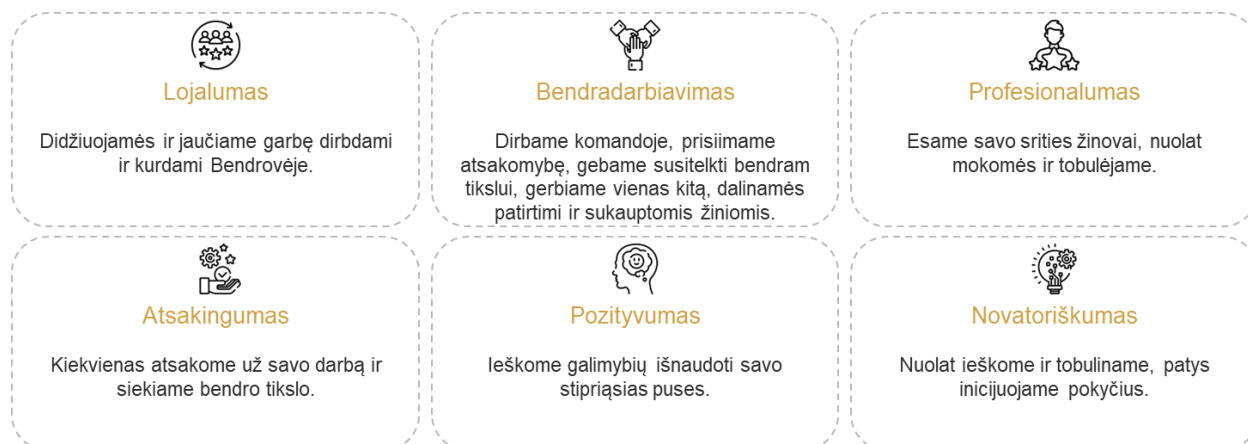 Lojalumas
Didžiuojamės ir jaučiame garbę dirbdami
ir kurdami Bendrovėje.
Bendradarbiavimas
Dirbame komandoje, prisiimame
atsakomybę, gebame susitelkti bendram
tikslui, gerbiame vienas kitą, dalinamės
patirtimi ir sukauptomis žiniomis.
Profesionalumas
Esame savo srities žinovai, nuolat
mokomės ir tobulėjame.
Atsakingumas
Kiekvienas atsakome už savo darbą ir
siekiame bendro tikslo.
Pozityvumas
Ieškome galimybių išnaudoti savo
stipriąsias puses.
Novatoriškumas
Nuolat ieškome ir tobuliname, patys
inicijuojame pokyčius.